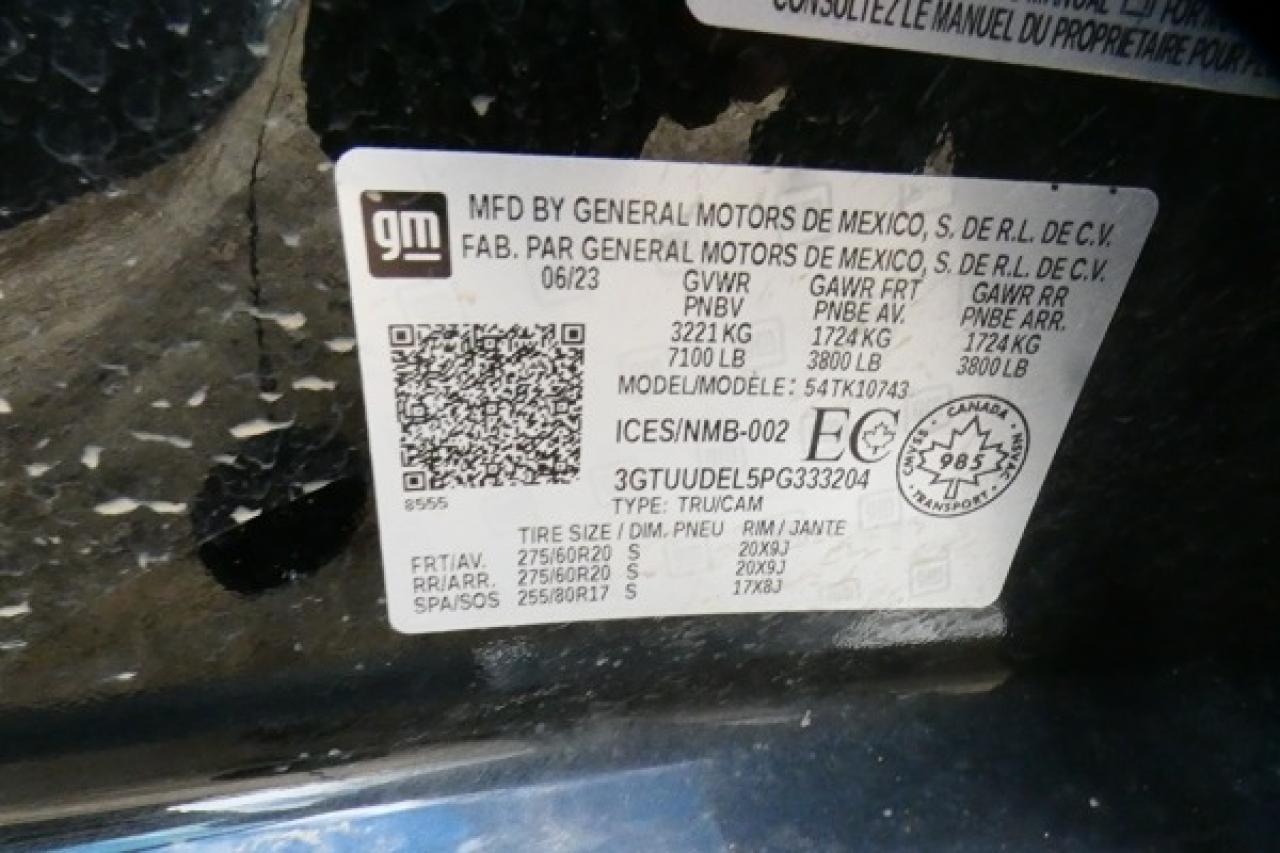 CONSULTEZ LE MANUEL DU PROPRIÉTAIRE POUR
gm
MFD BY GENERAL MOTORS DE MEXICO, S. DE R.L. DE C.V.
FAB. PAR GENERAL MOTORS DE MEXICO, S. DE R.L. DE C.V.
06/23 GVWR GAWR FRT GAWR RR
PNBV PNBE AV. PNBE ARR.
3221 KG 1724 KG 1724 KG
7100 LB 3800 LB 3800 LB
MODEL/MODÈLE: 54TK10743
ICES/NMB-002 EC
CANADA
CMVSS NSVAC
985
TRANSPORT
3GTUUDEL5PG333204
8555 TYPE: TRU/CAM
TIRE SIZE / DIM. PNEU RIM / JANTE
FRT/AV. 275/60R20 S 20X9J
RR/ARR. 275/60R20 S 20X9J
SPA/SOS 255/80R17 S 17X8J